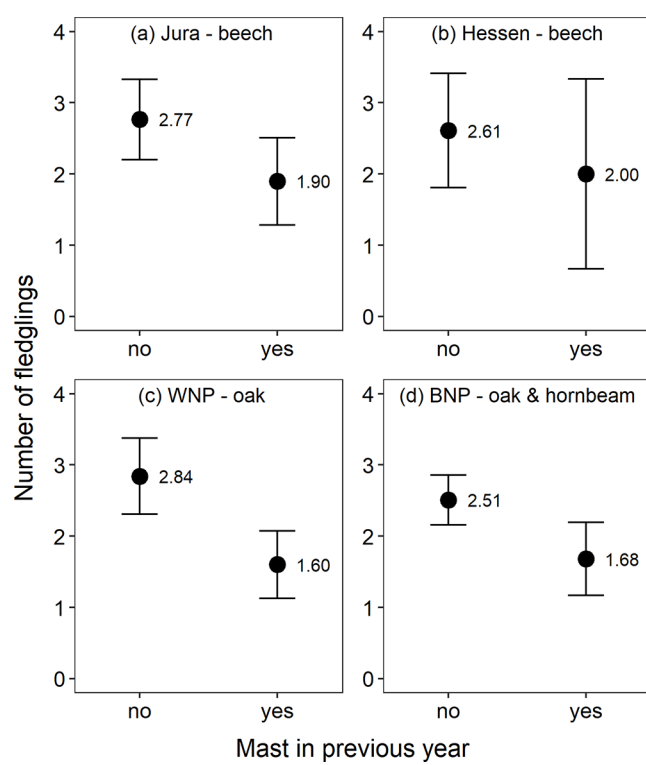 (a) Jura - beech
4
3
2
1
0
2.77
1.90
no
yes
(b) Hessen - beech
4
3
2
1
0
2.61
2.00
no
yes
Number of fledglings
(c) WNP - oak
4
3
2
1
0
2.84
1.60
no
yes
(d) BNP - oak & hornbeam
4
3
2
1
0
2.51
1.68
no
yes
Mast in previous year